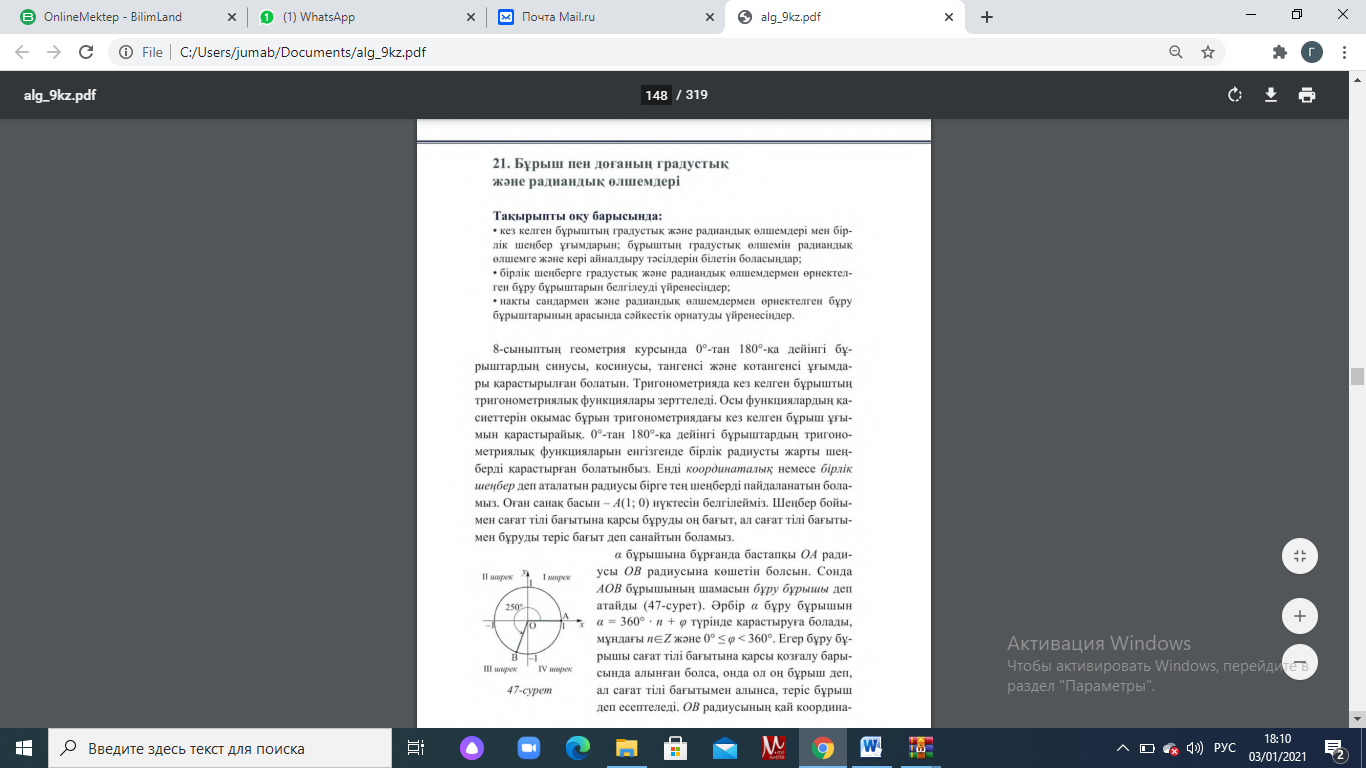 OnlineMektep - BilimLand
(1) WhatsApp
Почта Mail.ru
alg_9kz.pdf
File
C:/Users/jumab/Documents/alg_9kz.pdf
Г
alg_9kz.pdf
148 / 319
21. Бұрыш пен доғаның градустық
және радиандық өлшемдері
Тақырыпты оқу барысында:
• кез келген бұрыштың градустық және радиандық өлшемдері мен бір-
лік шеңбер ұғымдарын; бұрыштың градустық өлшемін радиандық
өлшемге және кері айналдыру тәсілдерін білетін боласыңдар;
• бірлік шеңберге градустық және радиандық өлшемдермен өрнектел-
ген бұру бұрыштарын белгілеуді үйренесіңдер;
• нақты сандармен және радиандық өлшемдермен өрнектелген бұру
бұрыштарының арасында сәйкестік орнатуды үйренесіңдер.
8-сыныптың геометрия курсында 0°-тан 180°-қа дейінгі бұ-
рыштардың синусы, косинусы, тангенсі және котангенсі ұғымда-
ры қарастырылған болатын. Тригонометрияда кез келген бұрыштың
тригонометриялық функциялары зерттеледі. Осы функциялардың қа-
сиеттерін оқымас бұрын тригонометриядағы кез келген бұрыш ұғы-
мын қарастырайық. 0°-тан 180°-қа дейінгі бұрыштардың тригоно-
метриялық функцияларын енгізгенде бірлік радиусты жарты шең-
берді қарастырған болатынбыз. Енді координаталық немесе бірлік
шеңбер деп аталатын радиусы бірге тең шеңберді пайдаланатын бола-
мыз. Оған санақ басын – A(1; 0) нүктесін белгілейміз. Шеңбер бойы-
мен сағат тілі бағытына қарсы бұруды оң бағыт, ал сағат тілі бағыты-
мен бұруды теріс бағыт деп санайтын боламыз.
α бұрышына бұрғанда бастапқы OA ради-
усы OB радиусына көшетін болсын. Сонда
AOB бұрышының шамасын бұру бұрышы деп
атайды (47-сурет). Әрбір α бұру бұрышын
α = 360° · n + φ түрінде қарастыруға болады,
мұндағы n∈Z және 0° ≤ φ < 360°. Егер бұру бұ-
рышы сағат тілі бағытына қарсы қозғалу бары-
сында алынған болса, онда ол оң бұрыш деп,
ал сағат тілі бағытымен алынса, теріс бұрыш
деп есептеледі. OB радиусының қай координа-
II ширек y I ширек
1
250°
A
–1 O 1 x
B –1
III ширек IV ширек
47-сурет
Активация Windows
Чтобы активировать Windows, перейдите в
раздел "Параметры".
Введите здесь текст для поиска
РУС
18:10
03/01/2021
2